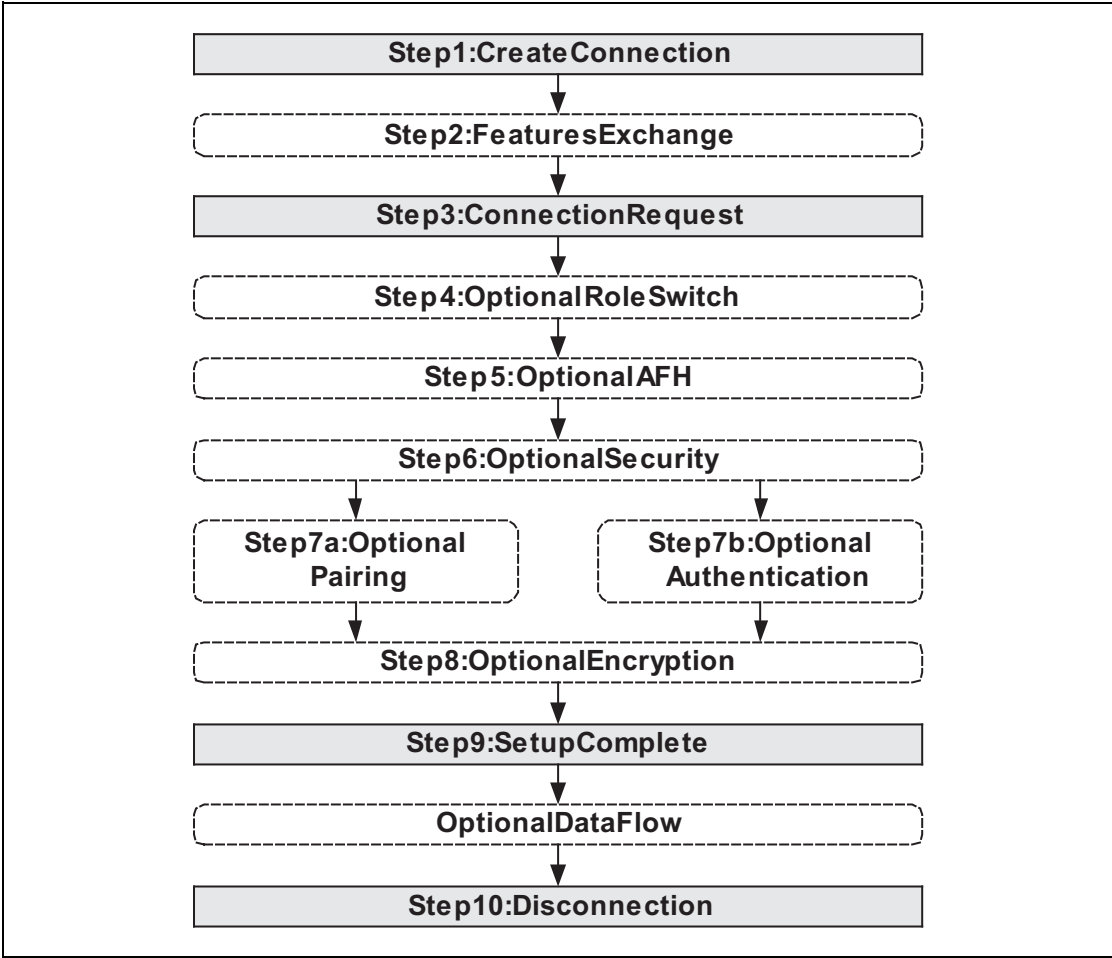 Step1:CreateConnection
Step2:FeaturesExchange
Step3:ConnectionRequest
Step4:OptionalRoleSwitch
Step5:OptionalAFH
Step6:OptionalSecurity
Step7a:Optional
Pairing
Step7b:Optional
Authentication
Step8:OptionalEncryption
Step9:SetupComplete
OptionalDataFlow
Step10:Disconnection